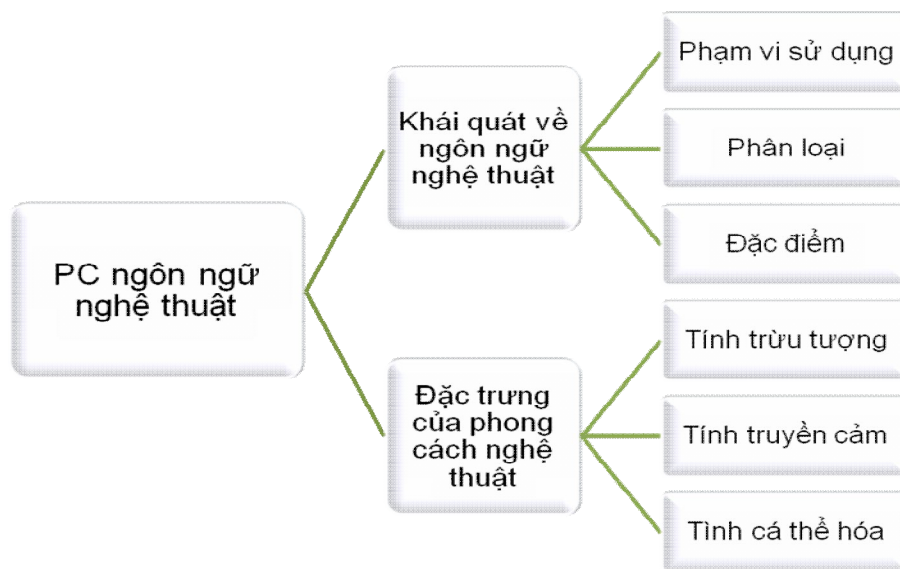 PC ngôn ngữ
nghệ thuật
Khái quát về
ngôn ngữ
nghệ thuật
Phạm vi sử dụng
Phân loại
Đặc điểm
Đặc trưng
của phong
cách nghệ
thuật
Tính trừu tượng
Tính truyền cảm
Tình cá thể hóa